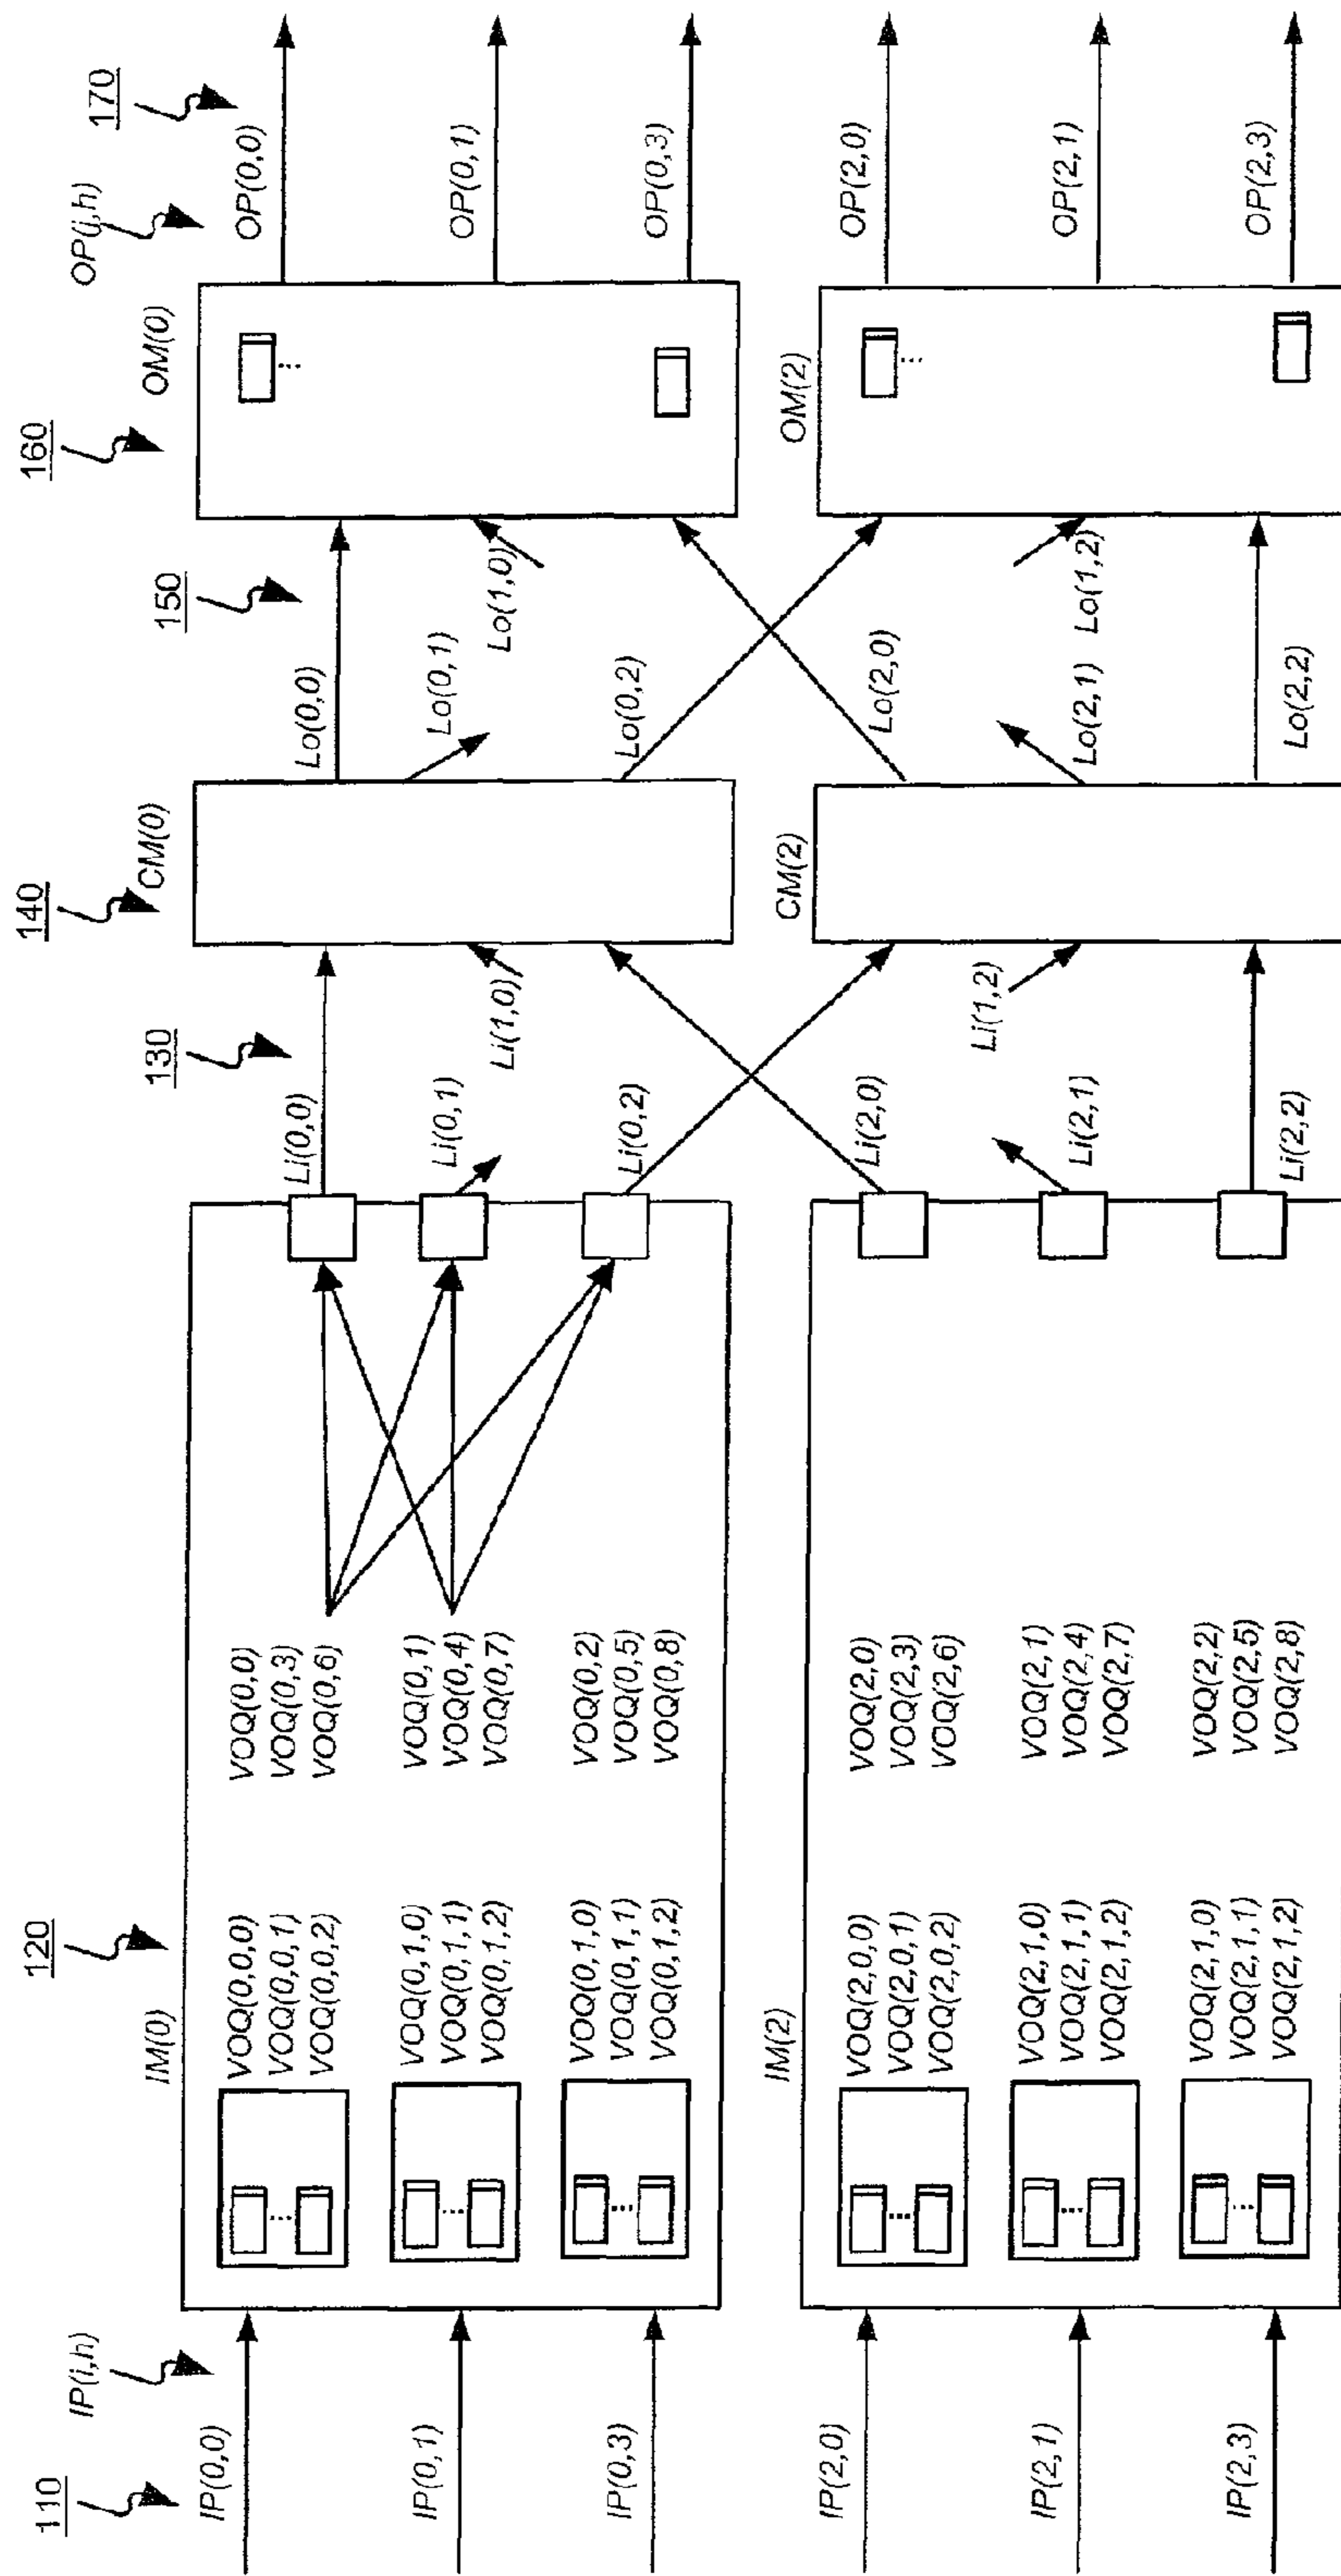 110
IP(i,h)
IP(0,0)
IP(0,1)
IP(0,3)
IP(2,0)
IP(2,1)
IP(2,3)
120
IM(0)
VOQ(0,0,0)
VOQ(0,0,1)
VOQ(0,0,2)
VOQ(0,1,0)
VOQ(0,1,1)
VOQ(0,1,2)
VOQ(0,1,0)
VOQ(0,1,1)
VOQ(0,1,2)
VOQ(0,0)
VOQ(0,3)
VOQ(0,6)
VOQ(0,1)
VOQ(0,4)
VOQ(0,7)
VOQ(0,2)
VOQ(0,5)
VOQ(0,8)
IM(2)
VOQ(2,0,0)
VOQ(2,0,1)
VOQ(2,0,2)
VOQ(2,1,0)
VOQ(2,1,1)
VOQ(2,1,2)
VOQ(2,1,0)
VOQ(2,1,1)
VOQ(2,1,2)
VOQ(2,0)
VOQ(2,3)
VOQ(2,6)
VOQ(2,1)
VOQ(2,4)
VOQ(2,7)
VOQ(2,2)
VOQ(2,5)
VOQ(2,8)
130
Li(0,0)
Li(0,1)
Li(1,0)
Li(0,2)
Li(2,0)
Li(1,2)
Li(2,1)
Li(2,2)
140
CM(0)
CM(2)
150
Lo(0,0)
Lo(0,1)
Lo(1,0)
Lo(0,2)
Lo(2,0)
Lo(2,1)
Lo(1,2)
Lo(2,2)
160
OM(0)
OM(2)
170
OP(j,h)
OP(0,0)
OP(0,1)
OP(0,3)
OP(2,0)
OP(2,1)
OP(2,3)